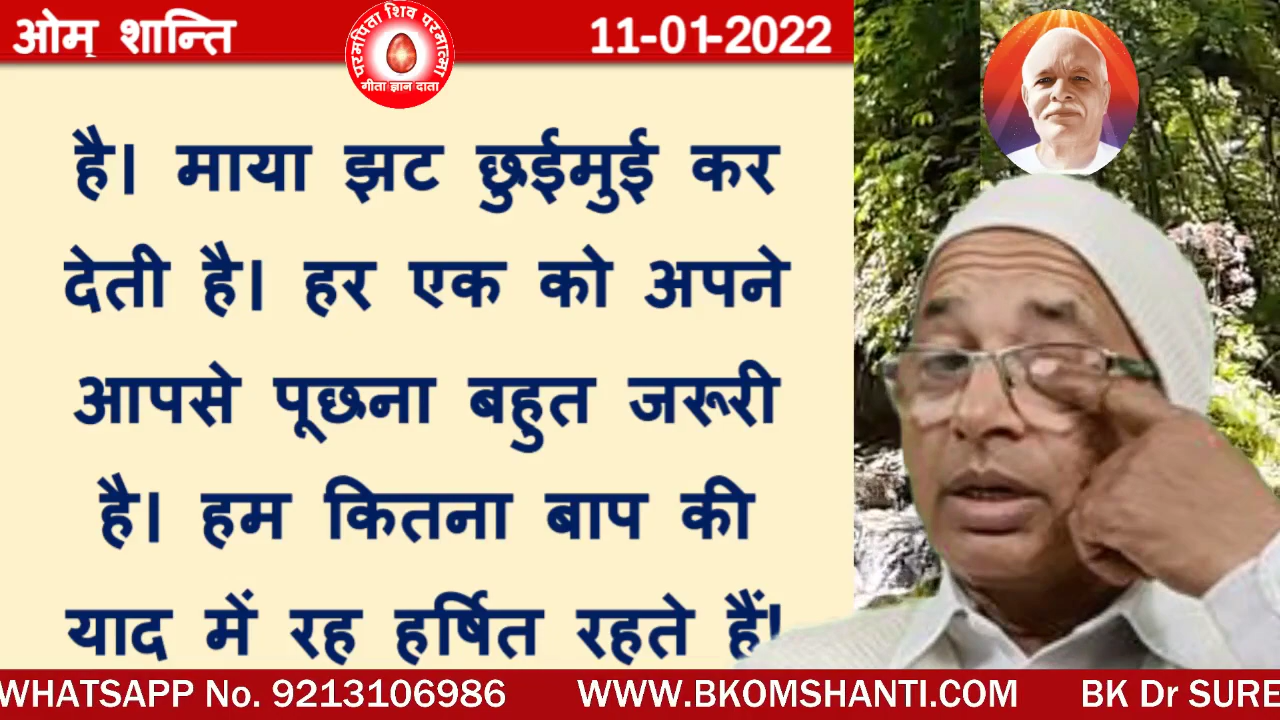 ओम् शान्ति
परमपिता शिव परमात्मा
गीता ज्ञान दाता
11-01-2022
है। माया झट छुईमुई कर
देती है। हर एक को अपने
आपसे पूछना बहुत जरूरी
है। हम कितना बाप की
याद में रह हर्षित रहते हैं!
WHATSAPP No. 9213106986 WWW.BKOMSHANTI.COM BK Dr SURE